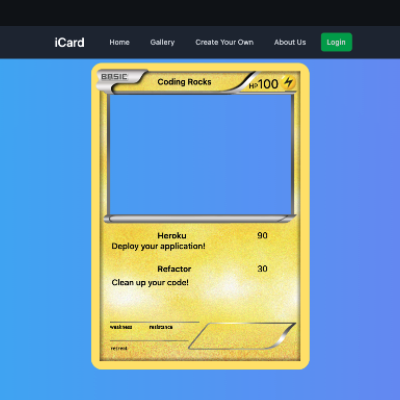 iCard Home Gallery Create Your Own About Us Login
BASIC Coding Rocks HP100
Heroku 90
Deploy your application!
Refactor 30
Clean up your code!
weakness resistance
retreat